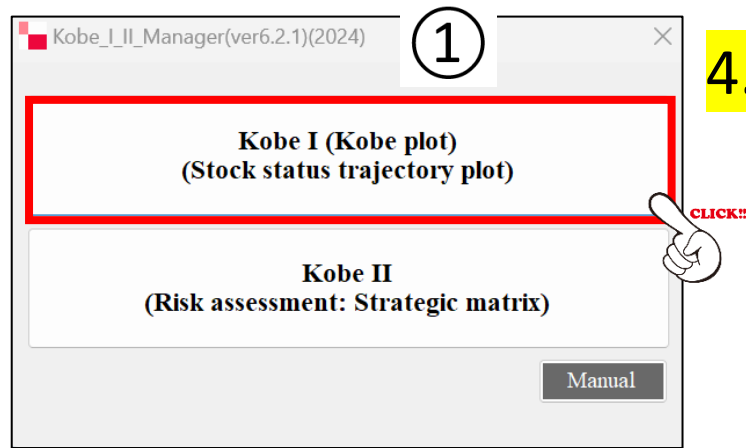 Kobe_I_II_Manager(ver6.2.1)(2024)
①
4.
Kobe I (Kobe plot)
(Stock status trajectory plot)
CLICK!!
Kobe II
(Risk assessment: Strategic matrix)
Manual